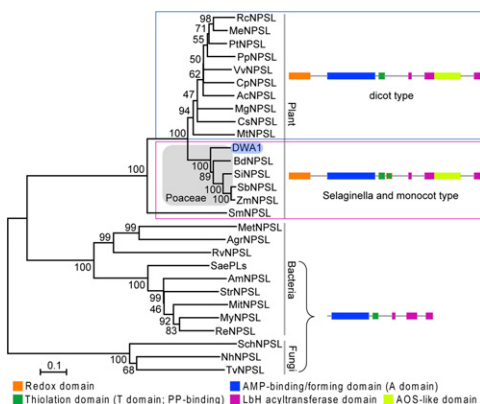 98
RcNPSL
71
MeNPSL
55
PtNPSL
50
PpNPSL
VvNPSL
62
CpNPSL
47
AcNPSL
94
MgNPSL
CsNPSL
100
MtNPSL
Plant
dicot type
DWA1
100
BdNPSL
89
SiNPSL
100
SbNPSL
100
ZmNPSL
Poaceae
100
SmNPSL
Selaginella and monocot type
99
MetNPSL
99
AgrNPSL
RvNPSL
100
SaePLs
100
AmNPSL
99
StrNPSL
46
MitNPSL
92
MyNPSL
83
ReNPSL
Bacteria
SchNPSL
100
NhNPSL
68
TvNPSL
Fungi
0.1
Redox domain
AMP-binding/forming domain (A domain)
Thiolation domain (T domain; PP-binding)
LbH acyltransferase domain
AOS-like domain